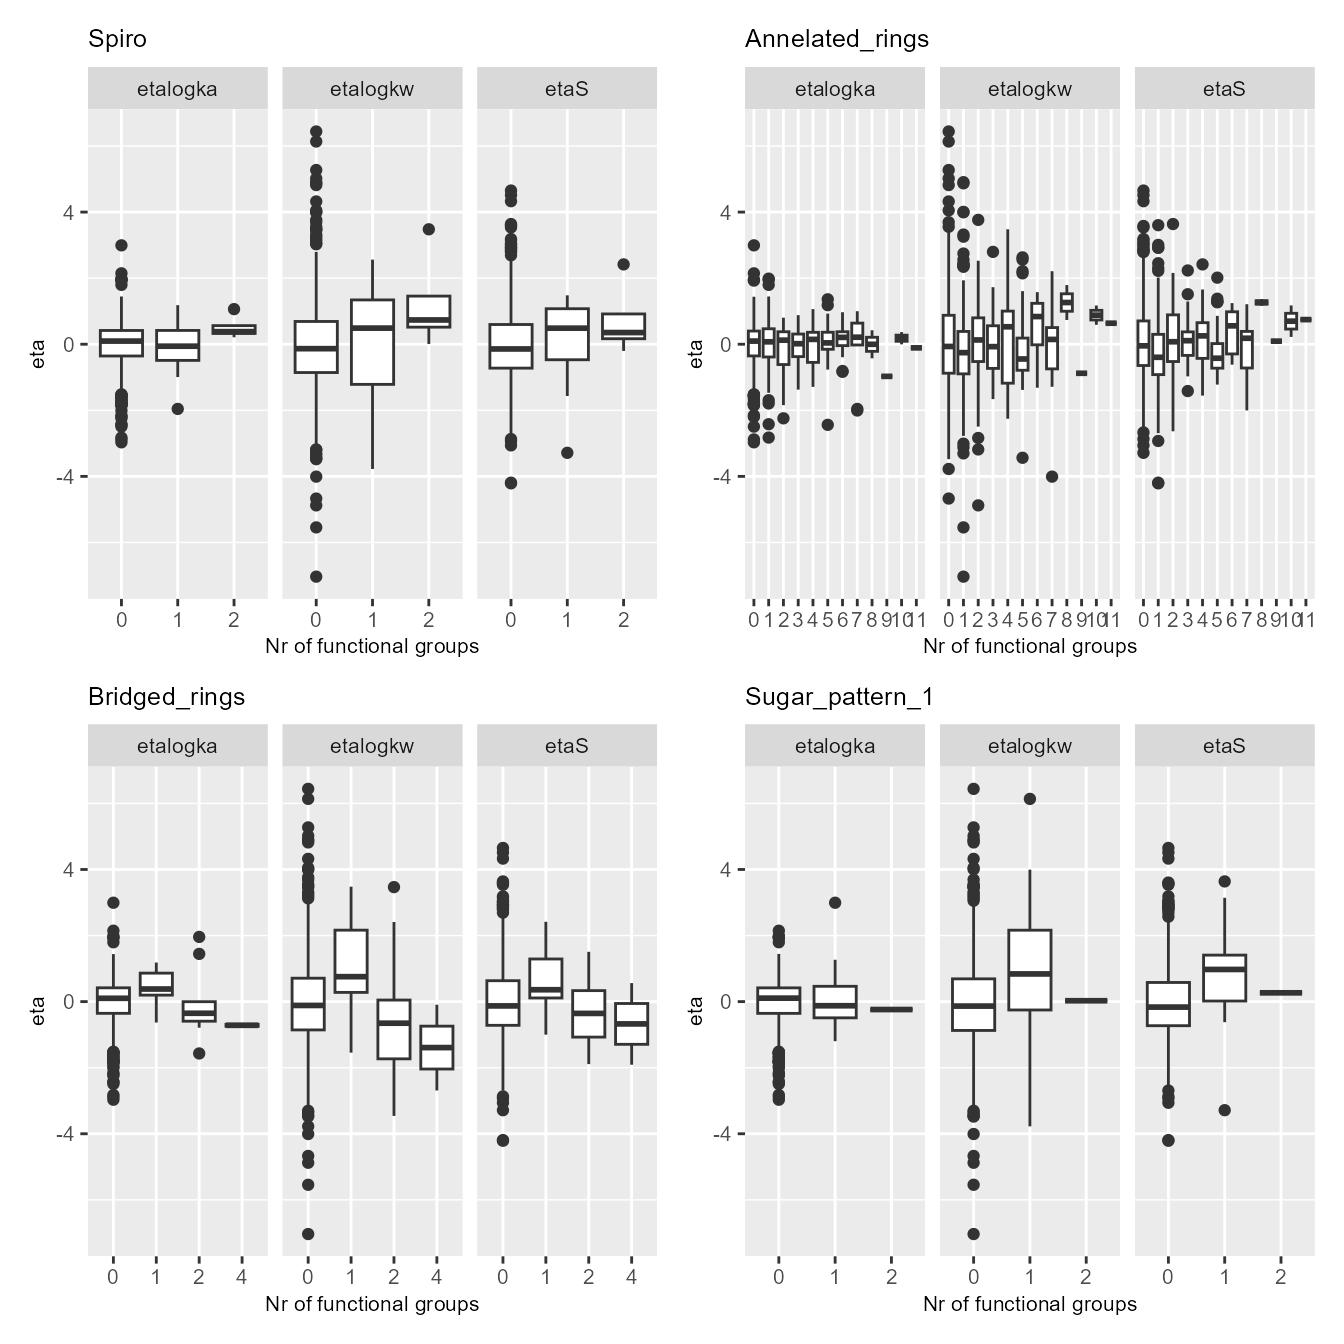 Spiro
etalogka etalogkw etaS
4
0
-4
eta
0 1 2 0 1 2 0 1 2
Nr of functional groups
Annelated_rings
etalogka etalogkw etaS
4
0
-4
eta
0 1 2 3 4 5 6 7 8 9 10 11 0 1 2 3 4 5 6 7 8 9 10 11 0 1 2 3 4 5 6 7 8 9 10 11
Nr of functional groups
Bridged_rings
etalogka etalogkw etaS
4
0
-4
eta
0 1 2 4 0 1 2 4 0 1 2 4
Nr of functional groups
Sugar_pattern_1
etalogka etalogkw etaS
4
0
-4
eta
0 1 2 0 1 2 0 1 2
Nr of functional groups